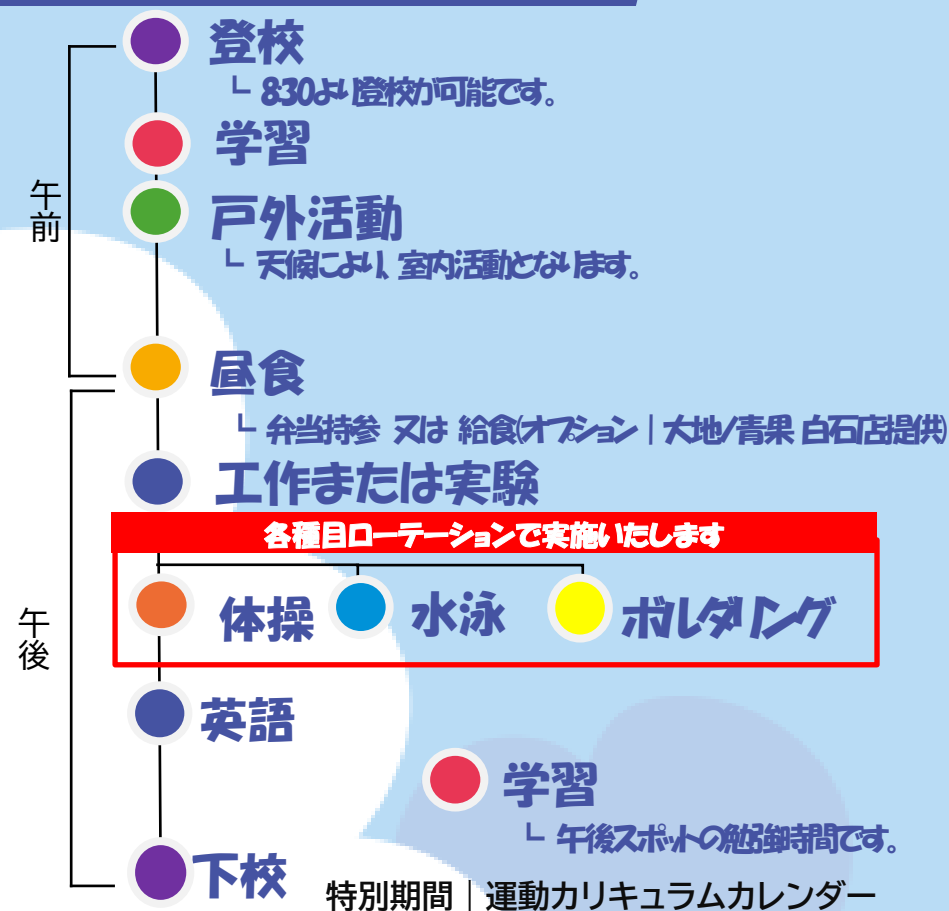 登校
└ 8:30より登校が可能です。
学習
午前
戸外活動
└ 天候により、室内活動となります。
昼食
└ 弁当持参 又は 給食(オプション｜大地/青果 白石店提供)
工作または実験
各種目ローテーションで実施いたします
体操 水泳 ボルダリング
午後
英語
学習
└ 午後スポットの勉強時間です。
下校
特別期間｜運動カリキュラムカレンダー